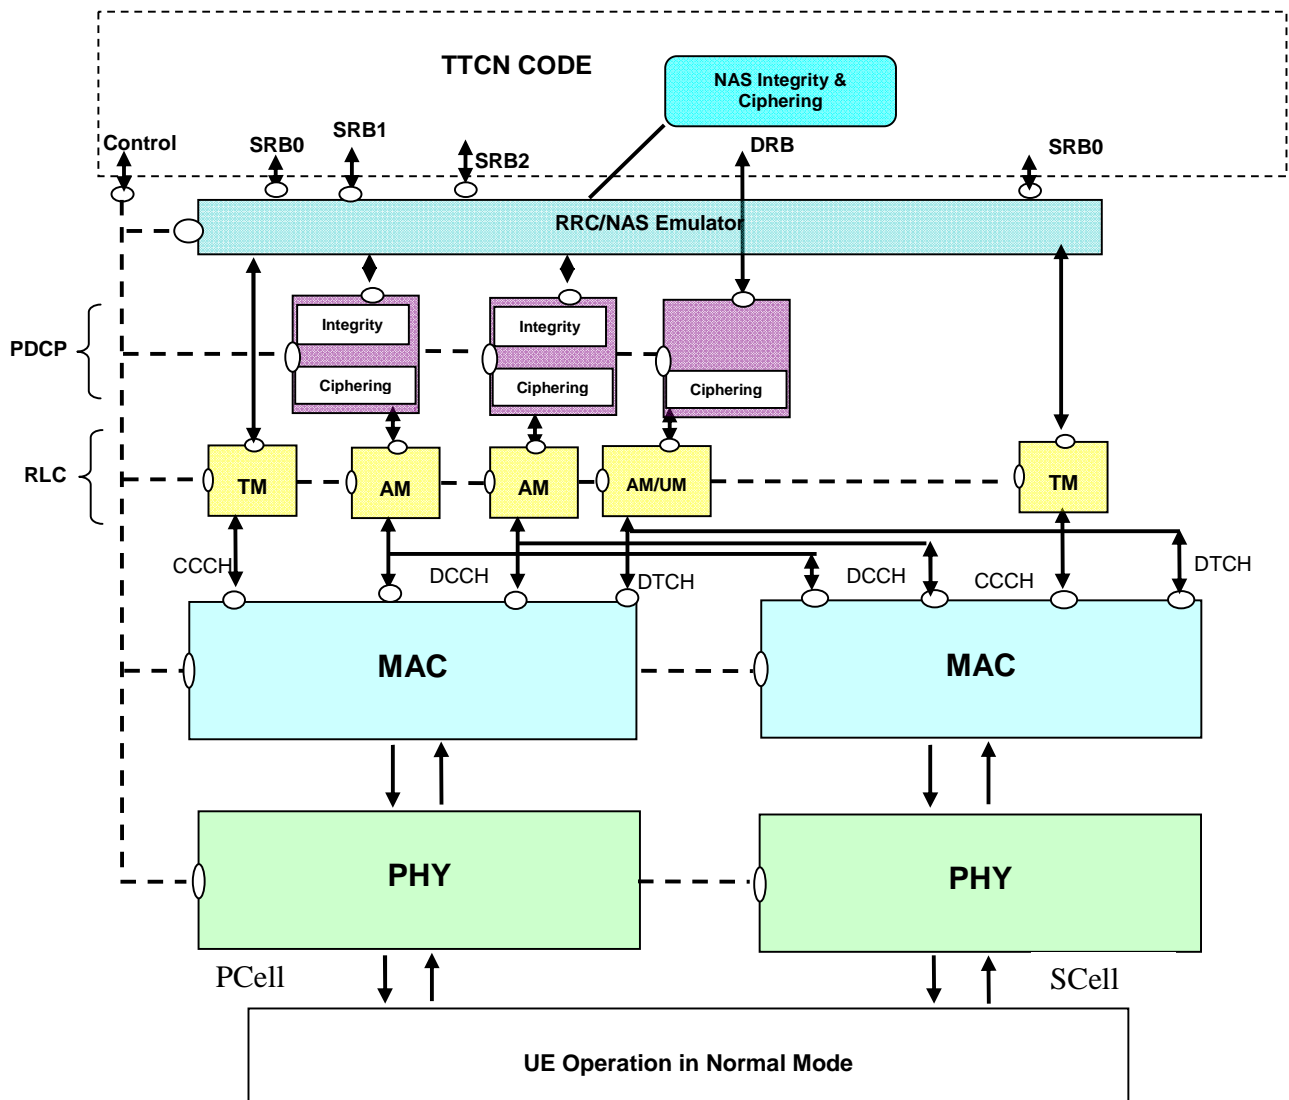 TTCN CODE
NAS Integrity &
Ciphering
Control
SRB0
SRB1
SRB2
DRB
SRB0
RRC/NAS Emulator
PDCP
Integrity
Ciphering
Integrity
Ciphering
Ciphering
RLC
TM
AM
AM
AM/UM
TM
CCCH
DCCH
DTCH
DCCH
CCCH
DTCH
MAC
MAC
PHY
PHY
PCell
SCell
UE Operation in Normal Mode